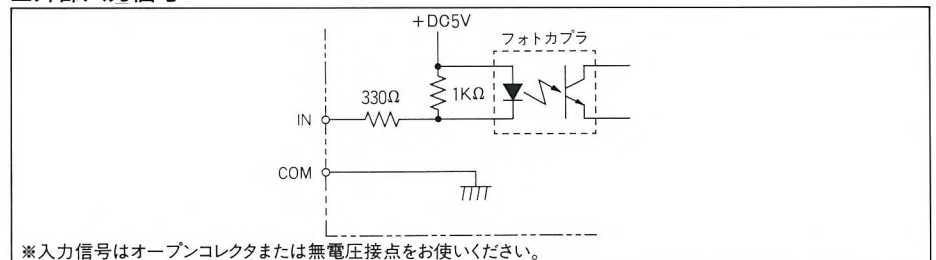 +DC5V
フォトカプラ
330Ω
1KΩ
IN
COM
※入力信号はオープンコレクタまたは無電圧接点をお使いください。